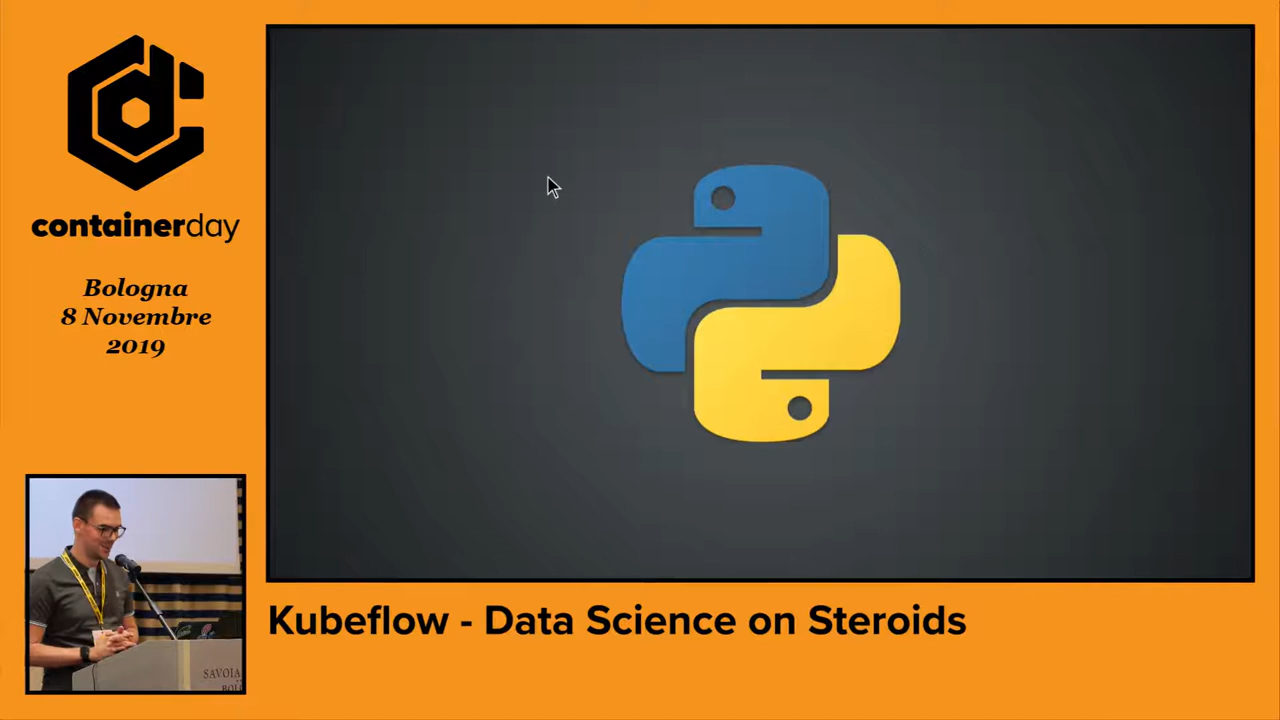 containerday
Bologna
8 Novembre
2019
SAVOIA
Kubeflow - Data Science on Steroids